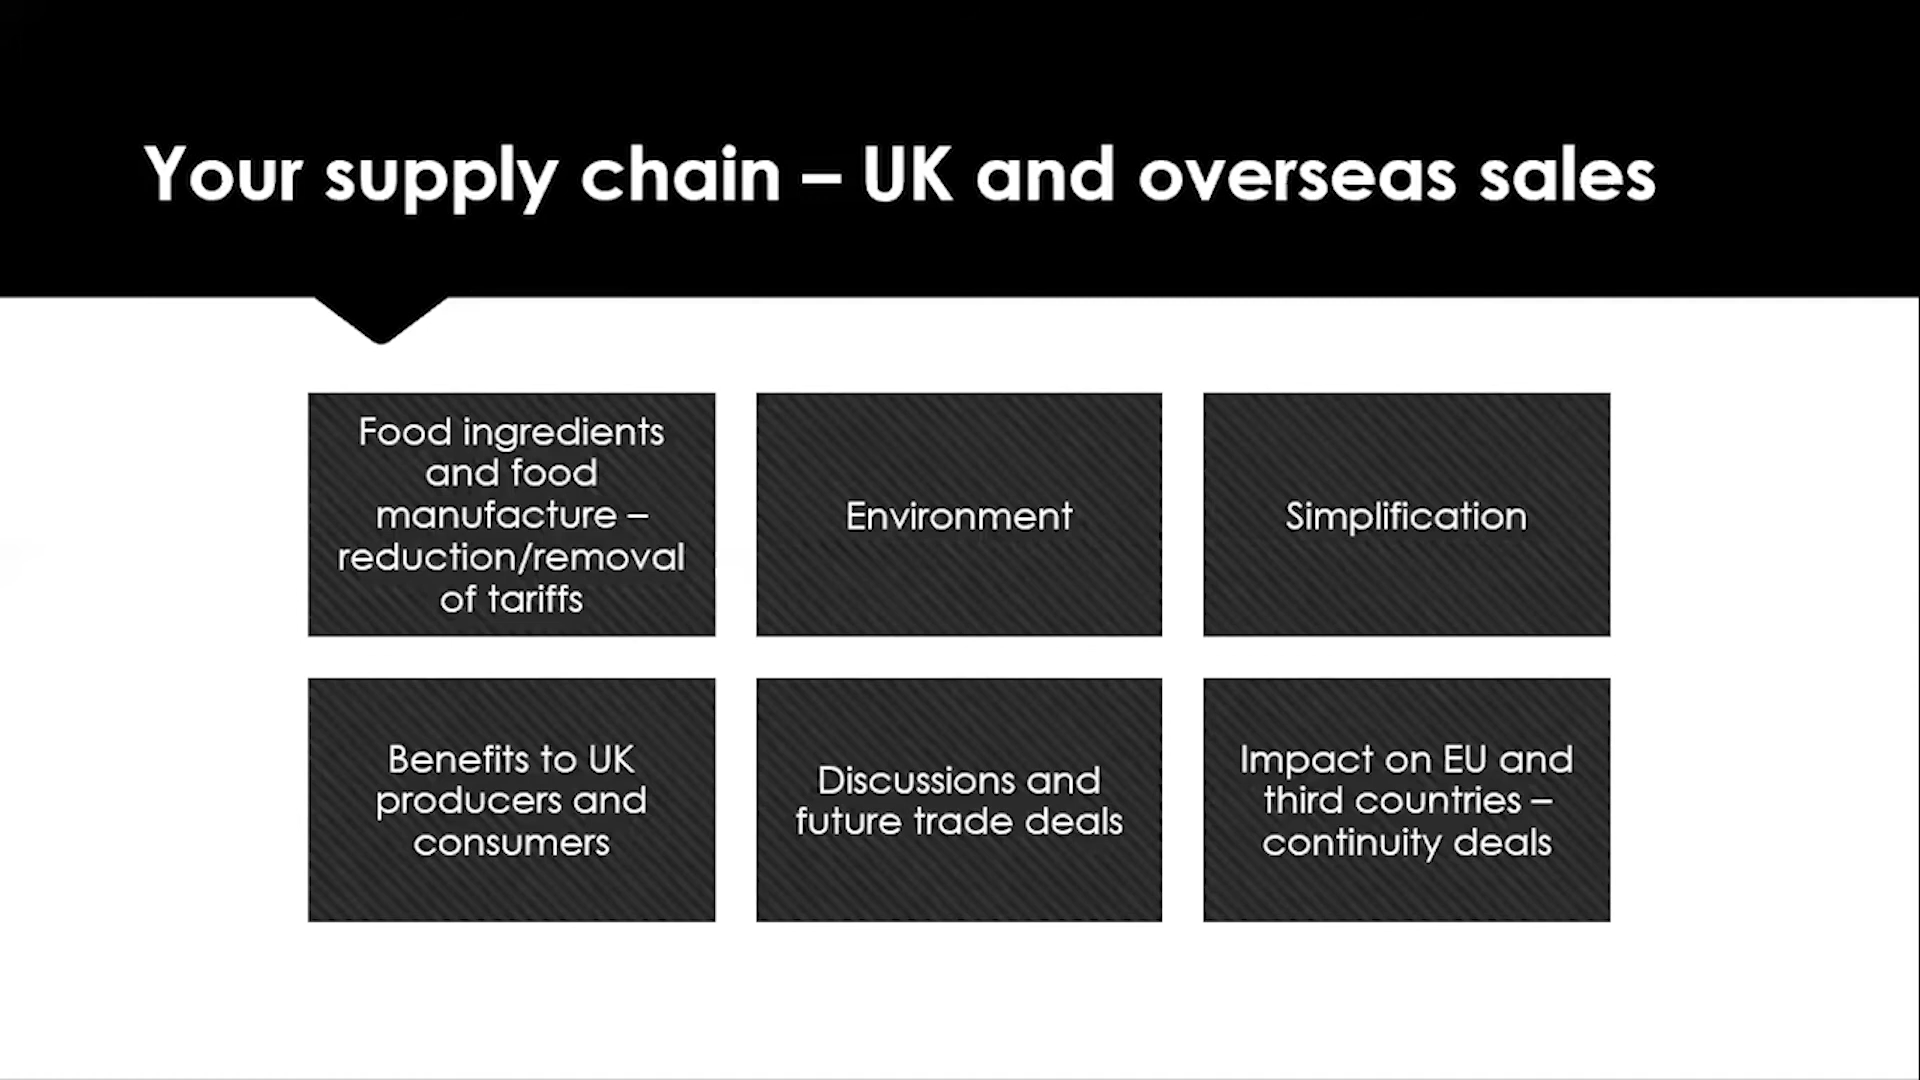 Your supply chain – UK and overseas sales
Food ingredients
and food
manufacture –
reduction/removal
of tariffs
Environment
Simplification
Benefits to UK
producers and
consumers
Discussions and
future trade deals
Impact on EU and
third countries –
continuity deals